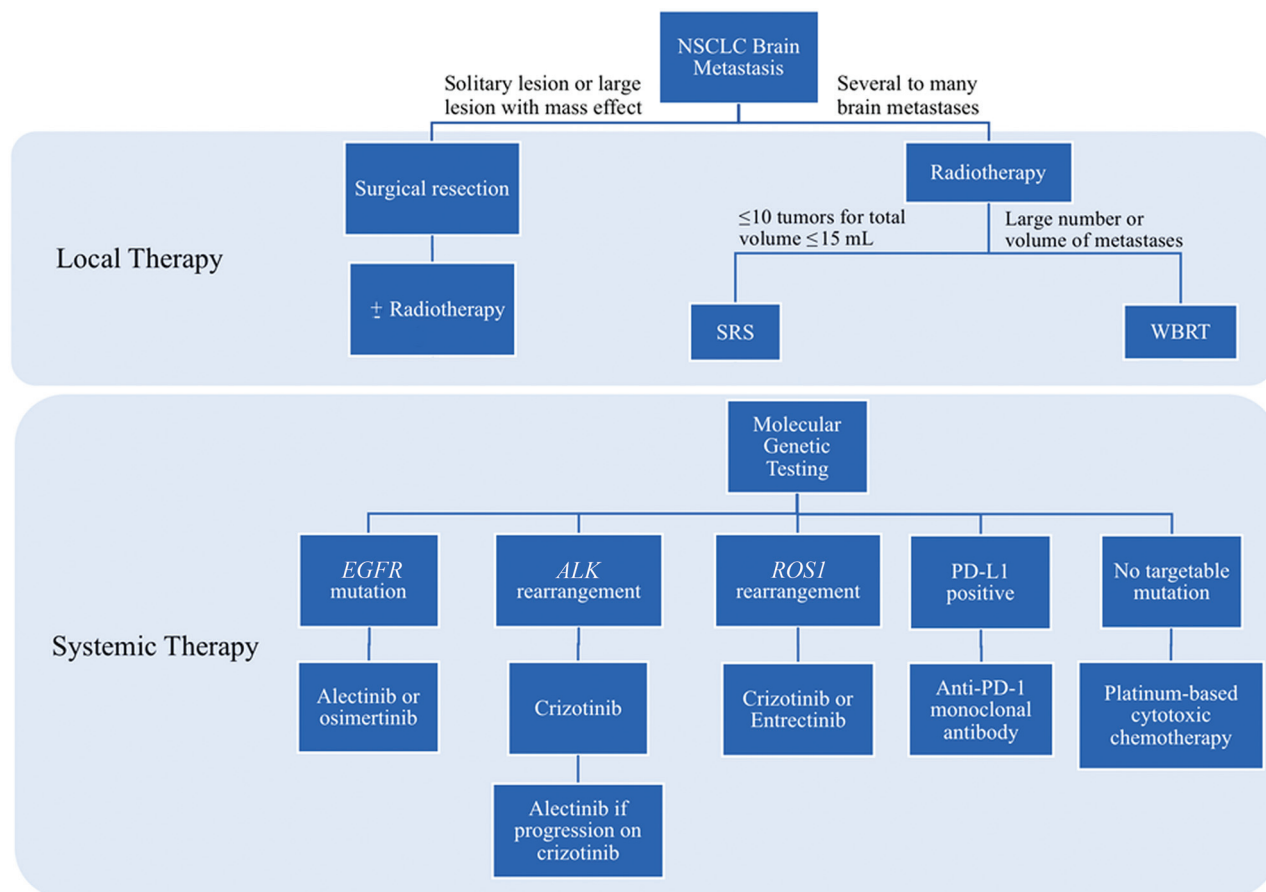 NSCLC Brain
Metastasis
Solitary lesion or large
lesion with mass effect
Several to many
brain metastases
Local Therapy
Surgical resection
± Radiotherapy
Radiotherapy
≤10 tumors for total
volume ≤15 mL
Large number or
volume of metastases
SRS
WBRT
Systemic Therapy
Molecular
Genetic
Testing
EGFR
mutation
ALK
rearrangement
ROS1
rearrangement
PD-L1
positive
No targetable
mutation
Alectinib or
osimertinib
Crizotinib
Crizotinib or
Entrectinib
Anti-PD-1
monoclonal
antibody
Platinum-based
cytotoxic
chemotherapy
Alectinib if
progression on
crizotinib